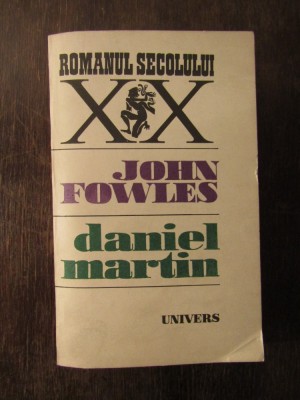 ROMANUL SECOLULUI
XX
JOHN
FOWLES
daniel
martin
UNIVERS